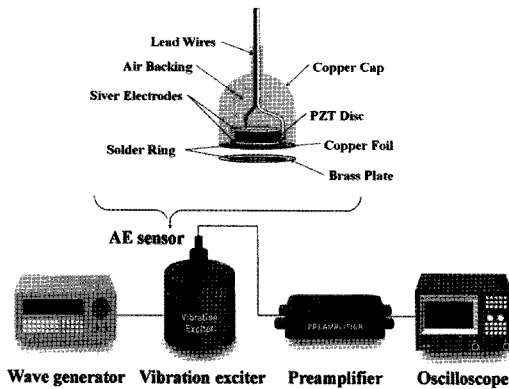 Lead Wires
Air Backing
Copper Cap
Siver Electrodes
PZT Disc
Solder Ring
Copper Foil
Brass Plate
AE sensor
Vibration
Exciter
PREAMPLIFIER
Wave generator
Vibration exciter
Preamplifier
Oscilloscope